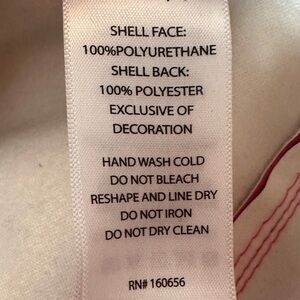 SHELL FACE:
100%POLYURETHANE
SHELL BACK:
100% POLYESTER
EXCLUSIVE OF
DECORATION
HAND WASH COLD
DO NOT BLEACH
RESHAPE AND LINE DRY
DO NOT IRON
DO NOT DRY CLEAN
RN# 160656